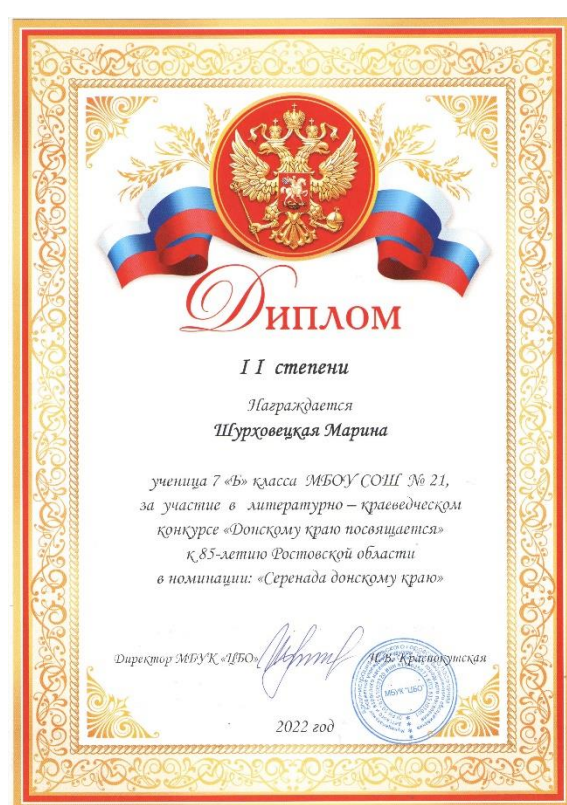 Диплом
II степени
Награждается
Шурховецкая Марина
ученица 7 «Б» класса МБОУ СОШ № 21,
за участие в литературно – краеведческом
конкурсе «Донскому краю посвящается»
к 85-летию Ростовской области
в номинации: «Серенада донскому краю»
Директор МБУК «ЦБО» Н.В. Краснокутская
МБУК "ЦБО"
2022 год